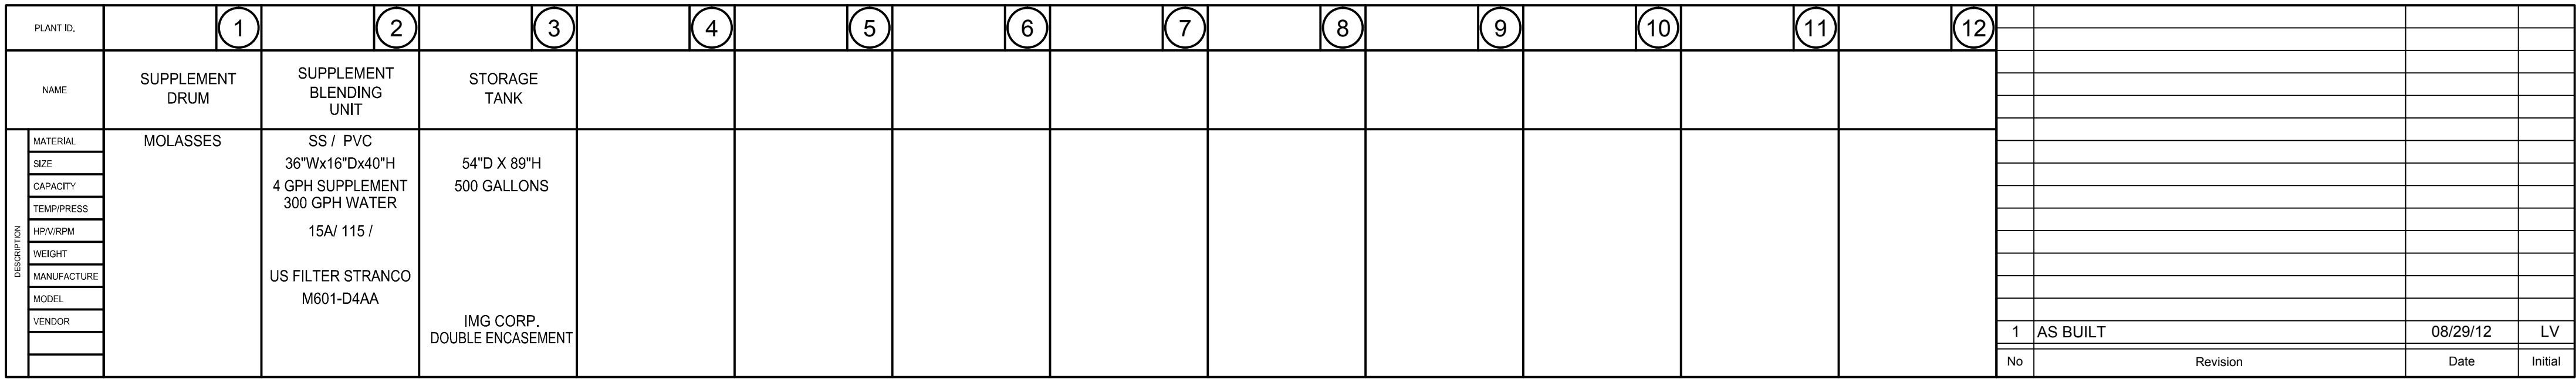 PLANT ID. 1 2 3 4 5 6 7 8 9 10 11 12
NAME
SUPPLEMENT
DRUM
SUPPLEMENT
BLENDING
UNIT
STORAGE
TANK
DESCRIPTION
MATERIAL MOLASSES SS / PVC
SIZE 36"Wx16"Dx40"H 54"D X 89"H
CAPACITY 4 GPH SUPPLEMENT 500 GALLONS
TEMP/PRESS 300 GPH WATER
HP/V/RPM 15A/ 115 /
WEIGHT
MANUFACTURE US FILTER STRANCO
MODEL M601-D4AA
VENDOR IMG CORP.
DOUBLE ENCASEMENT
1 AS BUILT 08/29/12 LV
No Revision Date Initial